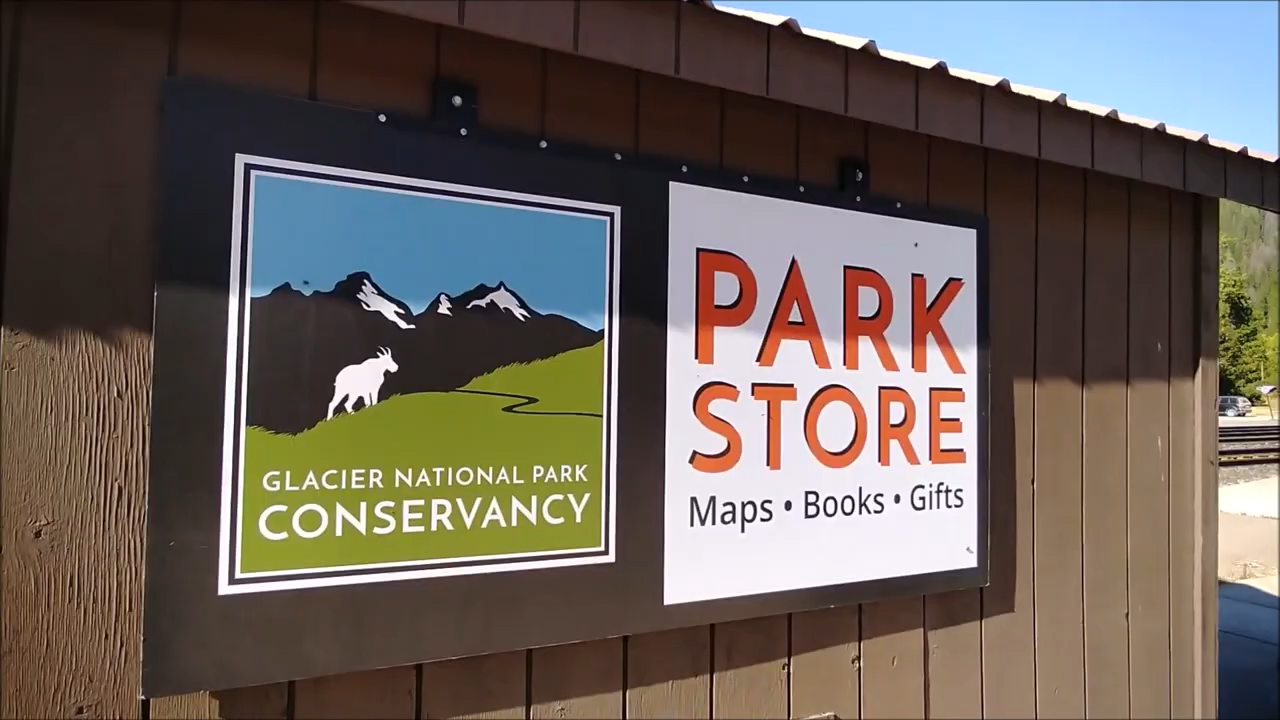 GLACIER NATIONAL PARK
CONSERVANCY
PARK
STORE
Maps • Books • Gifts